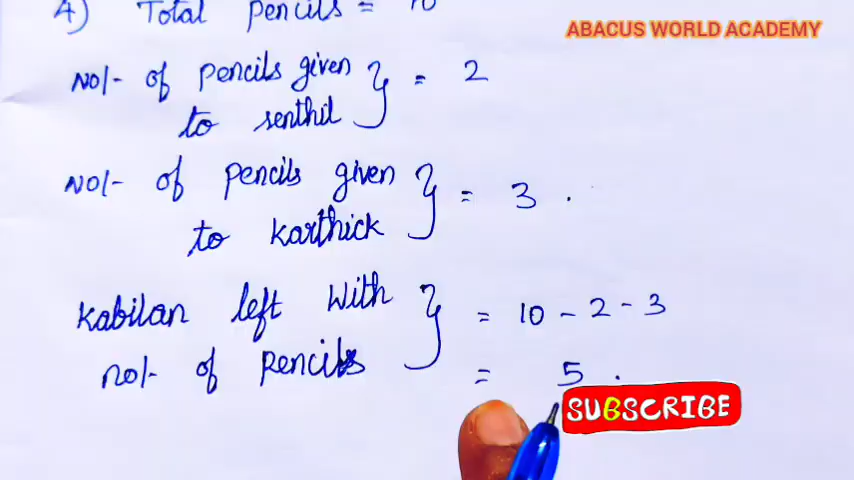 4) Total Pencils = 10
ABACUS WORLD ACADEMY
No/- of Pencils given } = 2
to senthil
No/- of Pencils given } = 3 .
to karthick
Kabilan left With } = 10 - 2 - 3
no/- of Pencils = 5 .
SUBSCRIBE